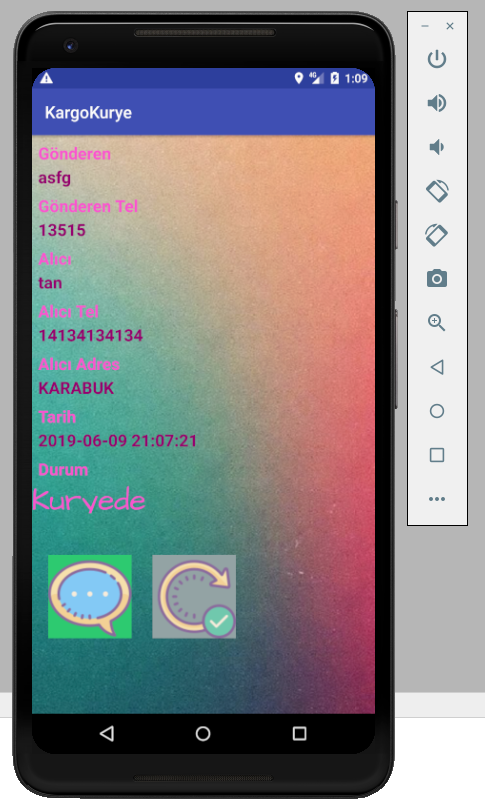 4G 1:09
KargoKurye
Gönderen
asfg
Gönderen Tel
13515
Alıcı
tan
Alıcı Tel
14134134134
Alıcı Adres
KARABUK
Tarih
2019-06-09 21:07:21
Durum
Kuryede